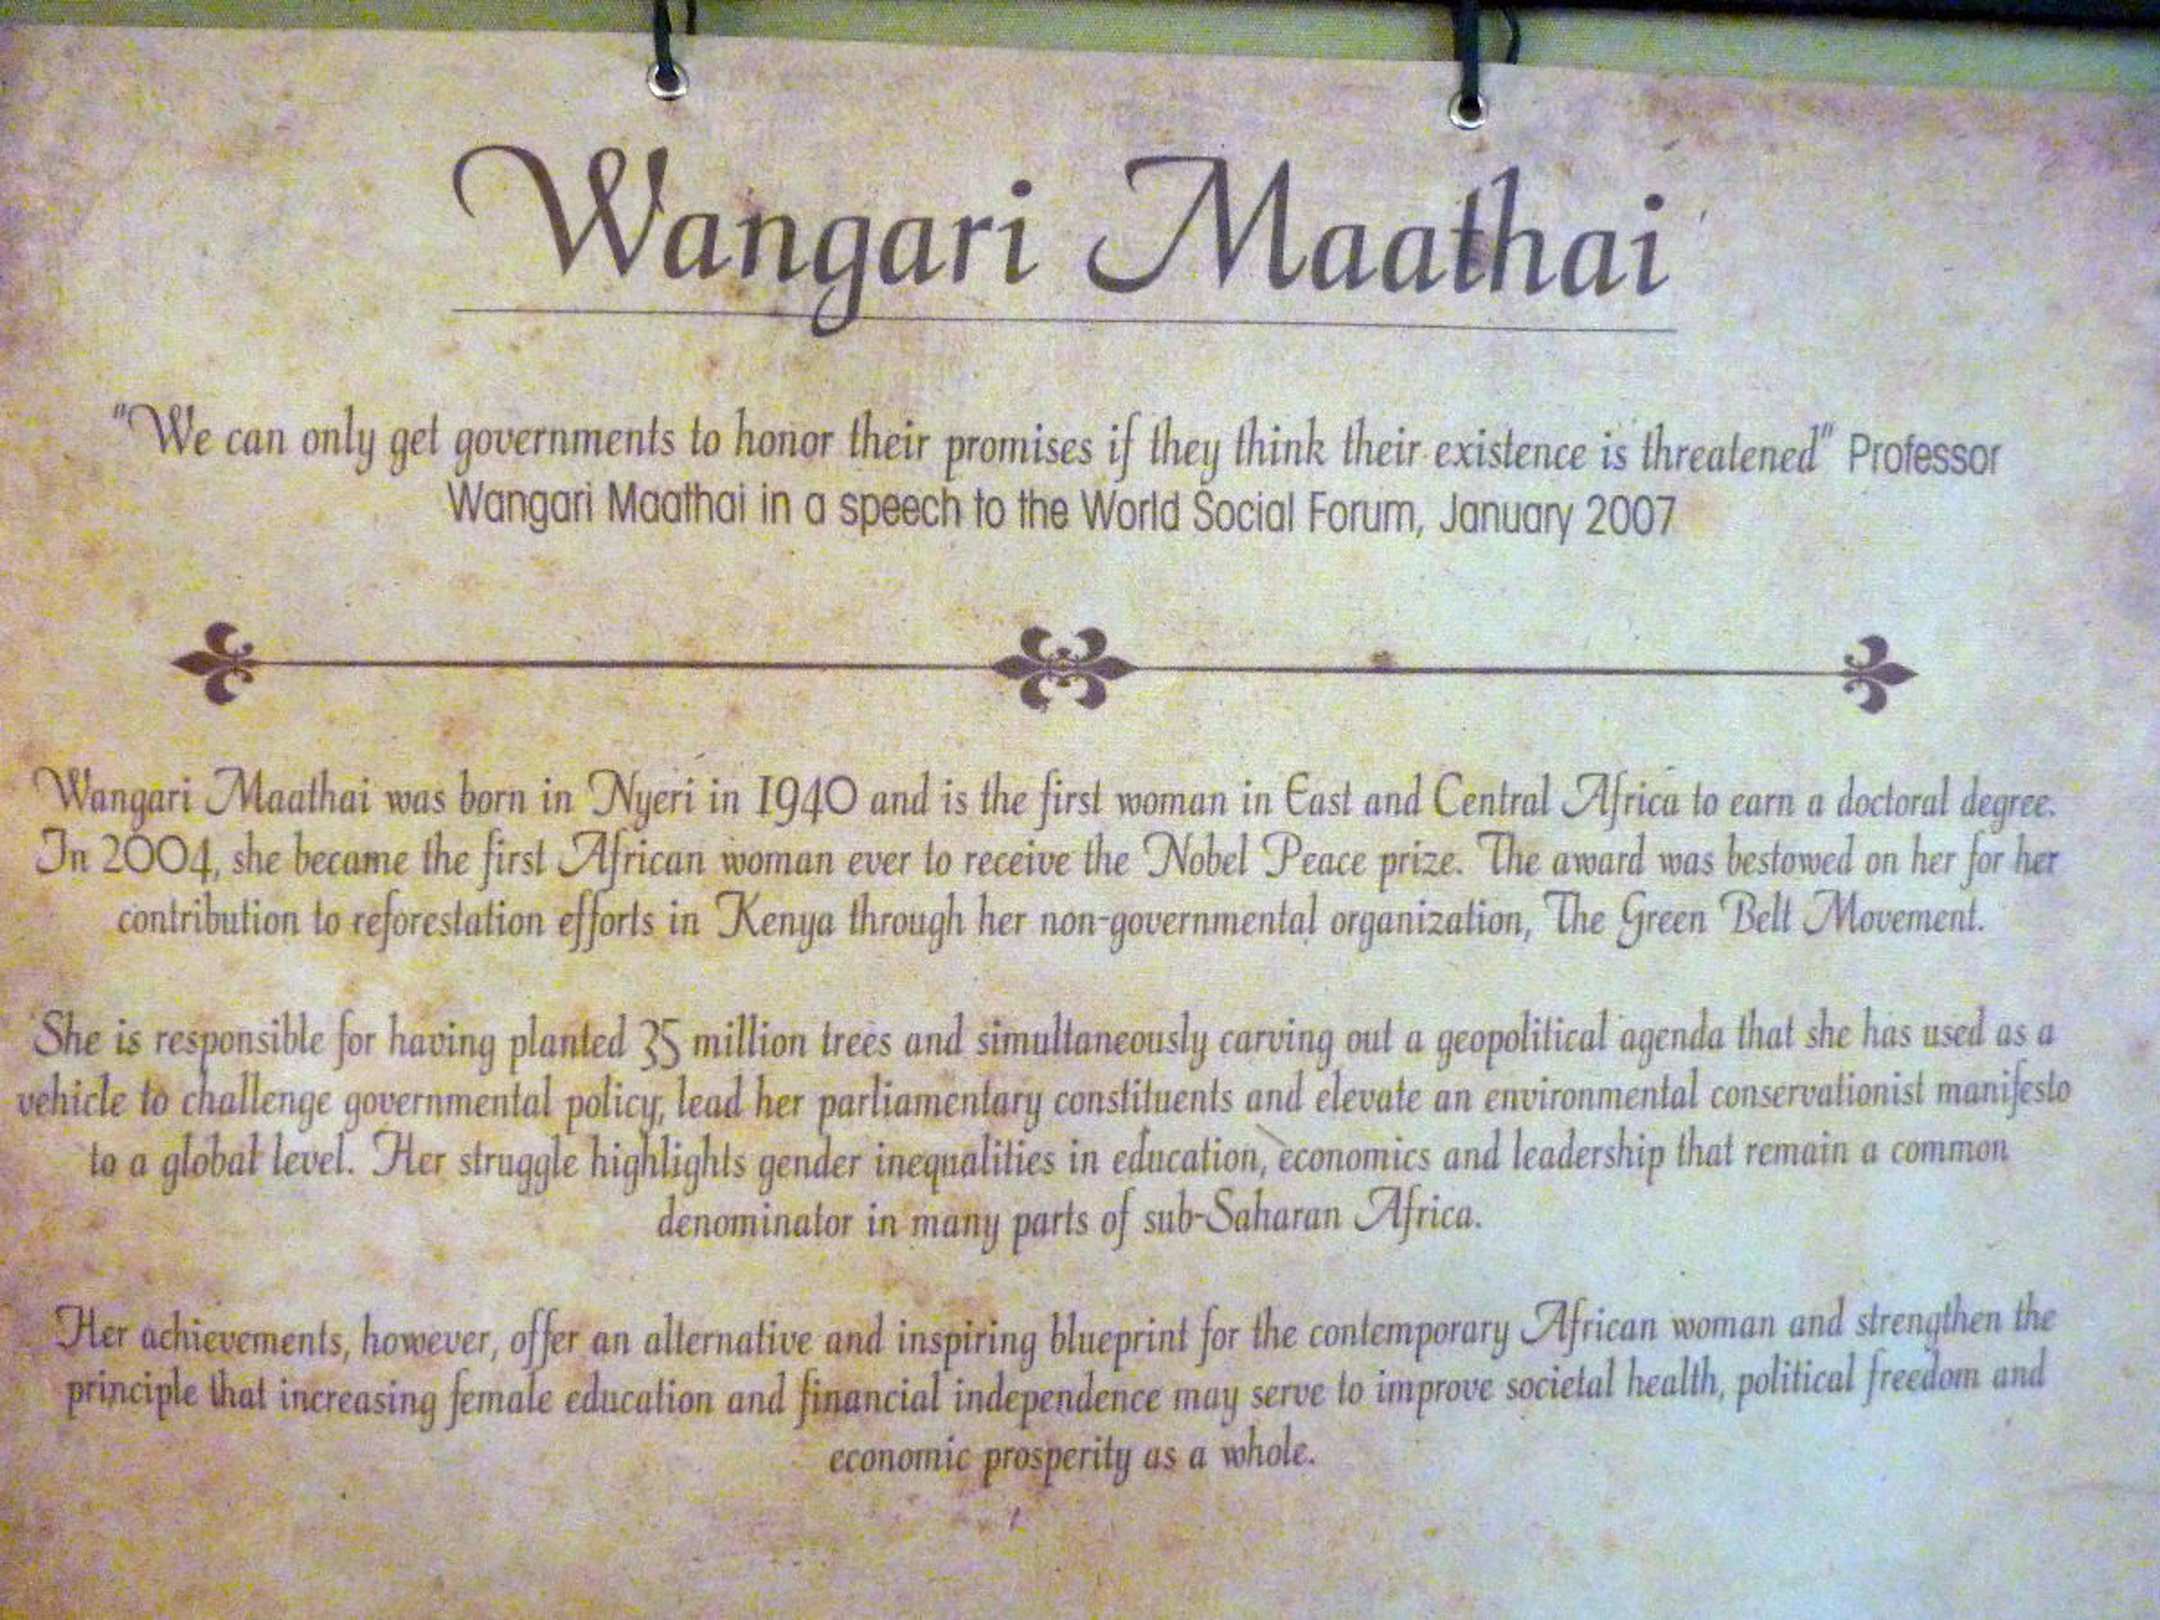 Wangari Maathai
"We can only get governments to honor their promises if they think their existence is threatened" Professor
Wangari Maathai in a speech to the World Social Forum, January 2007
Wangari Maathai was born in Nyeri in 1940 and is the first woman in East and Central Africa to earn a doctoral degree.
In 2004, she became the first African woman ever to receive the Nobel Peace prize. The award was bestowed on her for her
contribution to reforestation efforts in Kenya through her non-governmental organization, The Green Belt Movement.
She is responsible for having planted 35 million trees and simultaneously carving out a geopolitical agenda that she has used as a
vehicle to challenge governmental policy, lead her parliamentary constituents and elevate an environmental conservationist manifesto
to a global level. Her struggle highlights gender inequalities in education, economics and leadership that remain a common
denominator in many parts of sub-Saharan Africa.
Her achievements, however, offer an alternative and inspiring blueprint for the contemporary African woman and strengthen the
principle that increasing female education and financial independence may serve to improve societal health, political freedom and
economic prosperity as a whole.